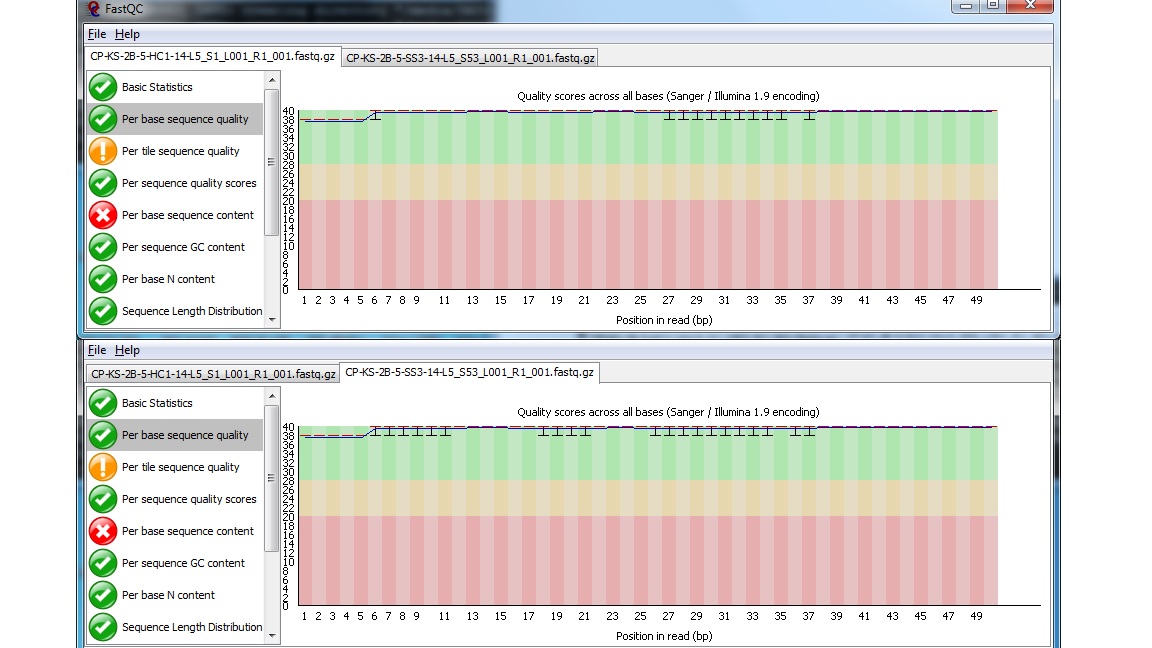 FastQC
File Help
CP-KS-2B-5-HC1-14-L5_S1_L001_R1_001.fastq.gz CP-KS-2B-5-SS3-14-L5_S53_L001_R1_001.fastq.gz
Basic Statistics
Per base sequence quality
Per tile sequence quality
Per sequence quality scores
Per base sequence content
Per sequence GC content
Per base N content
Sequence Length Distribution
Quality scores across all bases (Sanger / Illumina 1.9 encoding)
40
38
36
34
32
30
28
26
24
22
20
18
16
14
12
10
8
6
4
2
0
1 2 3 4 5 6 7 8 9 11 13 15 17 19 21 23 25 27 29 31 33 35 37 39 41 43 45 47 49
Position in read (bp)
File Help
CP-KS-2B-5-HC1-14-L5_S1_L001_R1_001.fastq.gz CP-KS-2B-5-SS3-14-L5_S53_L001_R1_001.fastq.gz
Basic Statistics
Per base sequence quality
Per tile sequence quality
Per sequence quality scores
Per base sequence content
Per sequence GC content
Per base N content
Sequence Length Distribution
Quality scores across all bases (Sanger / Illumina 1.9 encoding)
40
38
36
34
32
30
28
26
24
22
20
18
16
14
12
10
8
6
4
2
0
1 2 3 4 5 6 7 8 9 11 13 15 17 19 21 23 25 27 29 31 33 35 37 39 41 43 45 47 49
Position in read (bp)